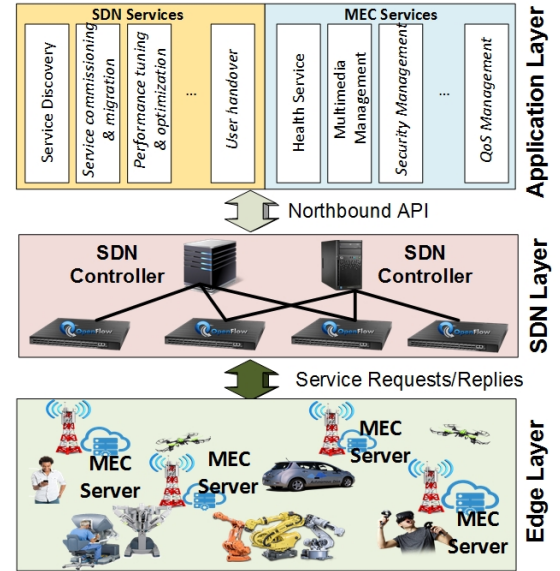 SDN Services
MEC Services
Service Discovery
Service commissioning
& migration
Performance tuning
& optimization
...
User handover
Health Service
Multimedia
Management
Security Management
...
QoS Management
Application Layer
Northbound API
SDN
Controller
SDN
Controller
OpenFlow
OpenFlow
OpenFlow
OpenFlow
SDN Layer
Service Requests/Replies
MEC
Server
MEC
Server
MEC
Server
MEC
Server
Edge Layer